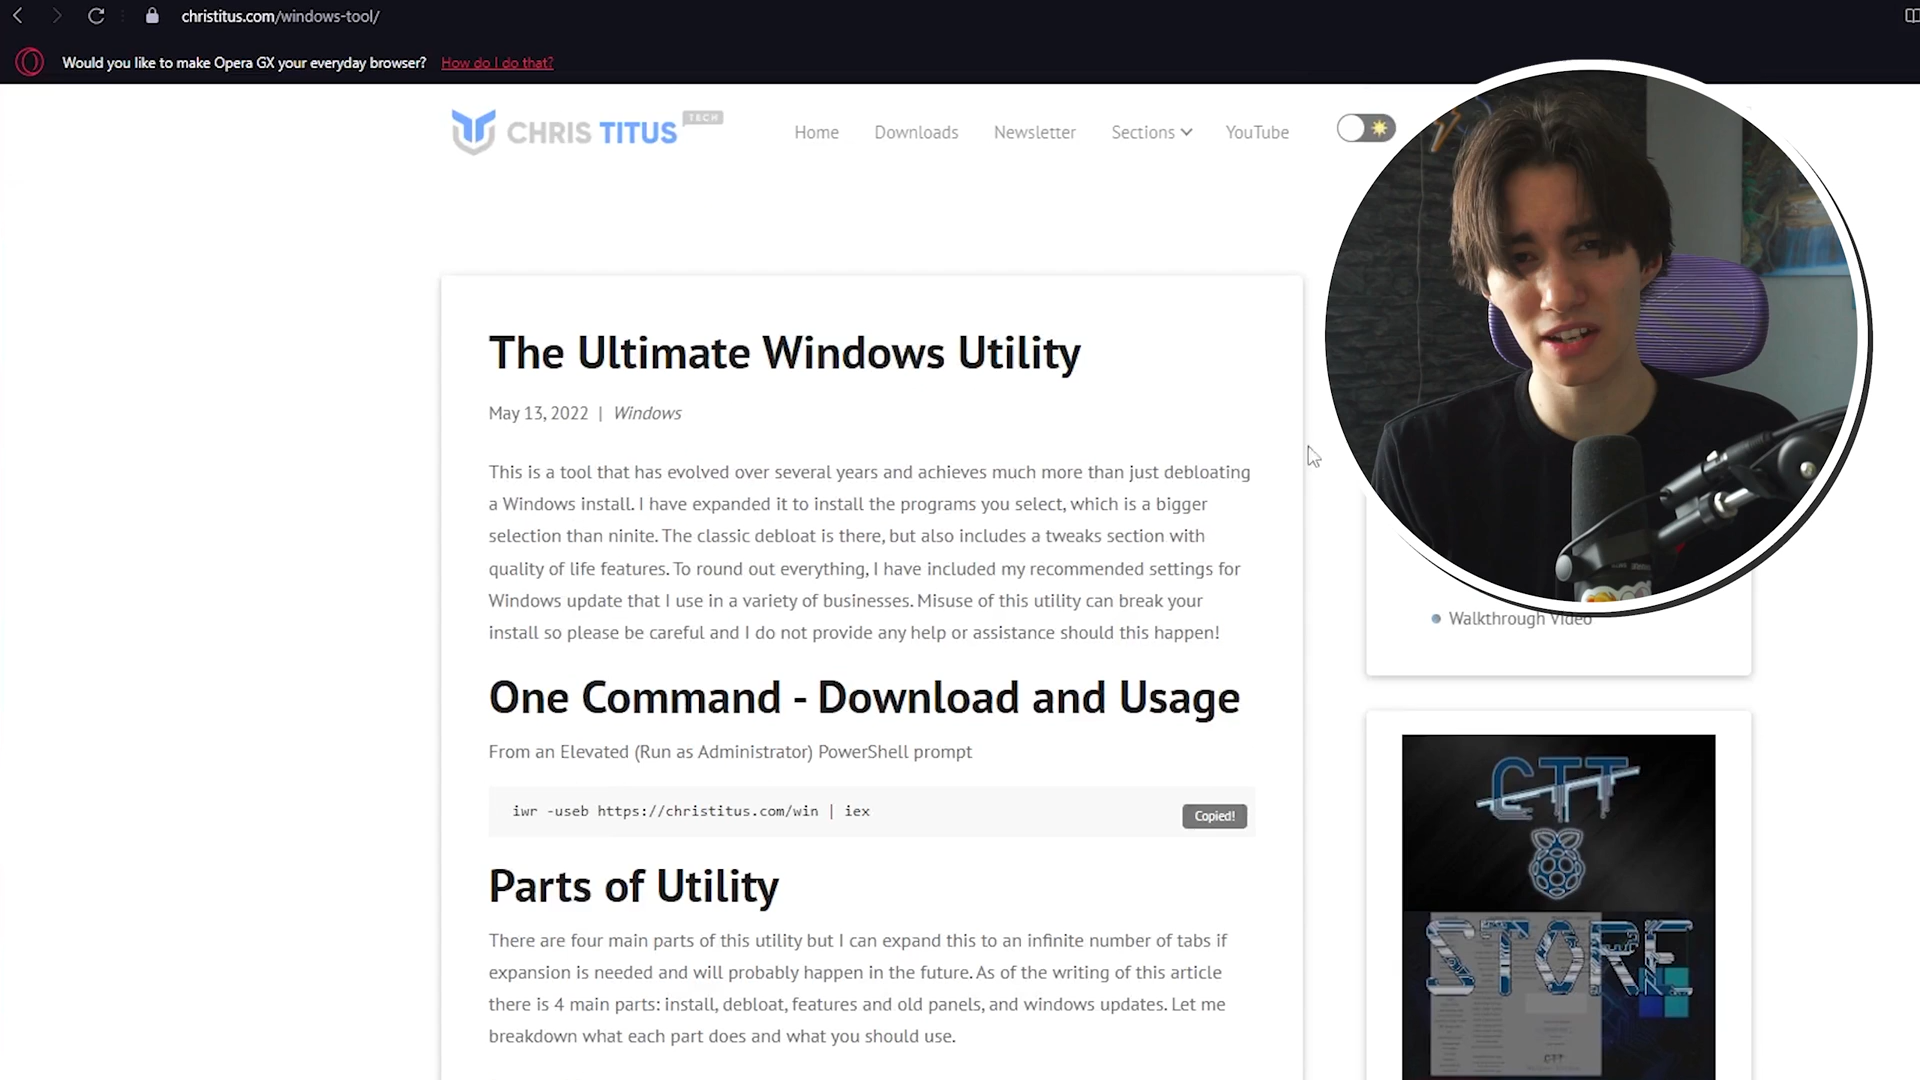 christitus.com/windows-tool/
Would you like to make Opera GX your everyday browser? How do I do that?
CHRIS TITUS TECH
Home Downloads Newsletter Sections YouTube
The Ultimate Windows Utility
May 13, 2022 | Windows
This is a tool that has evolved over several years and achieves much more than just debloating
a Windows install. I have expanded it to install the programs you select, which is a bigger
selection than ninite. The classic debloat is there, but also includes a tweaks section with
quality of life features. To round out everything, I have included my recommended settings for
Windows update that I use in a variety of businesses. Misuse of this utility can break your
install so please be careful and I do not provide any help or assistance should this happen!
One Command - Download and Usage
From an Elevated (Run as Administrator) PowerShell prompt
iwr -useb https://christitus.com/win | iex
Copied!
Parts of Utility
There are four main parts of this utility but I can expand this to an infinite number of tabs if
expansion is needed and will probably happen in the future. As of the writing of this article
there is 4 main parts: install, debloat, features and old panels, and windows updates. Let me
breakdown what each part does and what you should use.
Walkthrough Video
CTT
STORE
CTT